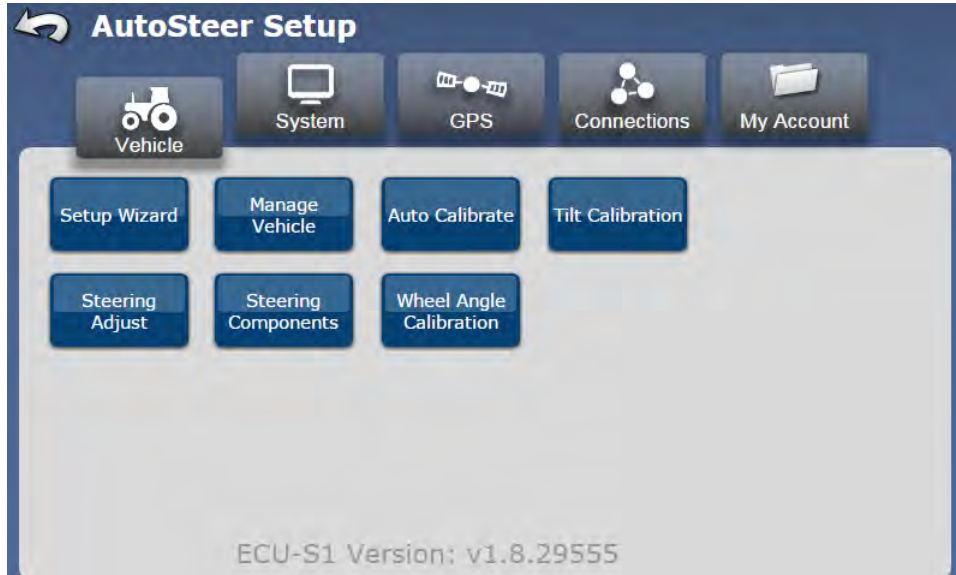 AutoSteer Setup
Vehicle
System
GPS
Connections
My Account
Setup Wizard
Manage
Vehicle
Auto Calibrate
Tilt Calibration
Steering
Adjust
Steering
Components
Wheel Angle
Calibration
ECU-S1 Version: v1.8.29555